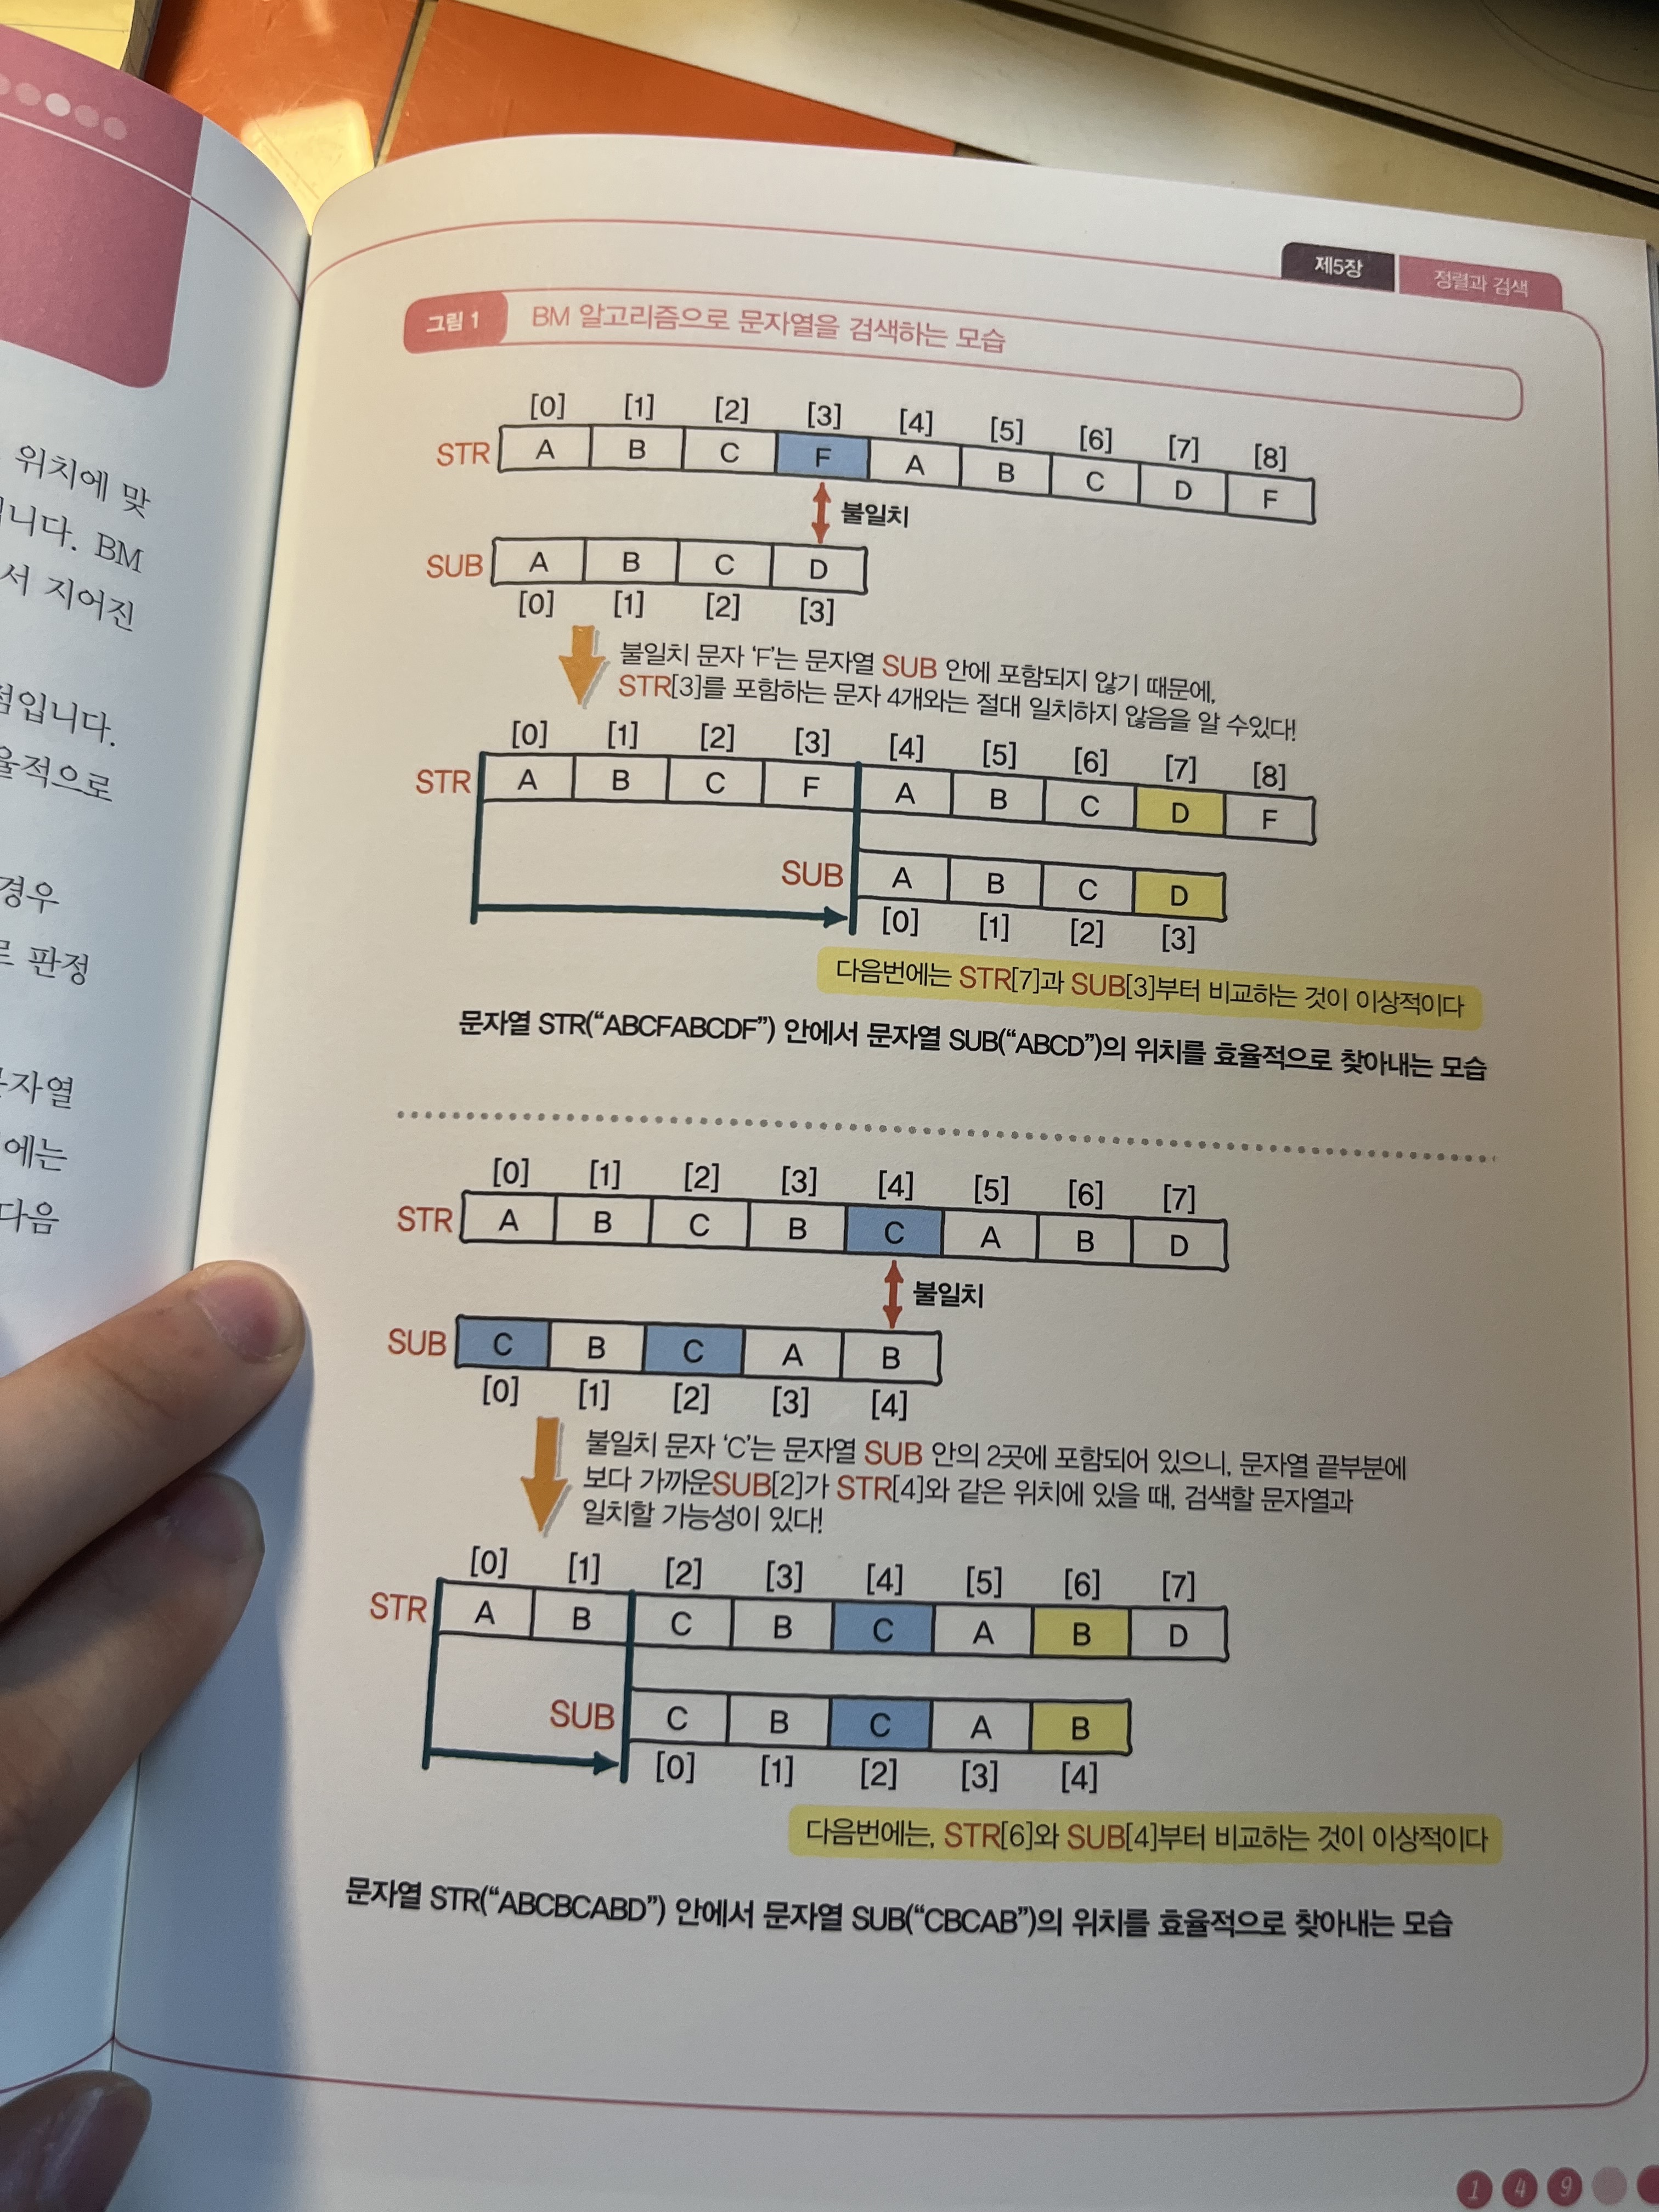 위치에 맞
니다. BM
서 지어진
점입니다.
율적으로
경우
로 판정
문자열
에는
다음
제5장 정렬과 검색
그림 1 BM 알고리즘으로 문자열을 검색하는 모습
[0] [1] [2] [3] [4] [5] [6] [7] [8]
STR A B C F A B C D F
불일치
SUB A B C D
[0] [1] [2] [3]
불일치 문자 ‘F’는 문자열 SUB 안에 포함되지 않기 때문에,
STR[3]를 포함하는 문자 4개와는 절대 일치하지 않음을 알 수있다!
[0] [1] [2] [3] [4] [5] [6] [7] [8]
STR A B C F A B C D F
SUB A B C D
[0] [1] [2] [3]
다음번에는 STR[7]과 SUB[3]부터 비교하는 것이 이상적이다
문자열 STR(“ABCFABCDF”) 안에서 문자열 SUB(“ABCD”)의 위치를 효율적으로 찾아내는 모습
[0] [1] [2] [3] [4] [5] [6] [7]
STR A B C B C A B D
불일치
SUB C B C A B
[0] [1] [2] [3] [4]
불일치 문자 ‘C’는 문자열 SUB 안의 2곳에 포함되어 있으니, 문자열 끝부분에
보다 가까운SUB[2]가 STR[4]와 같은 위치에 있을 때, 검색할 문자열과
일치할 가능성이 있다!
[0] [1] [2] [3] [4] [5] [6] [7]
STR A B C B C A B D
SUB C B C A B
[0] [1] [2] [3] [4]
다음번에는, STR[6]와 SUB[4]부터 비교하는 것이 이상적이다
문자열 STR(“ABCBCABD”) 안에서 문자열 SUB(“CBCAB”)의 위치를 효율적으로 찾아내는 모습
149